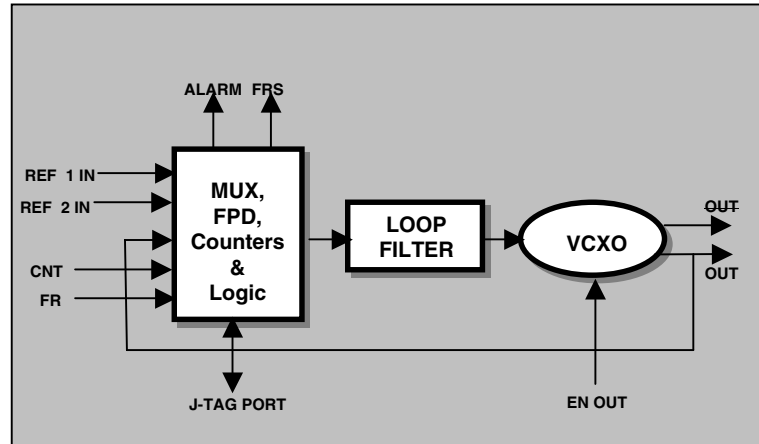 ALARM FRS
REF 1 IN
REF 2 IN
CNT
FR
MUX,
FPD,
Counters
&
Logic
LOOP
FILTER
VCXO
OUT
OUT
J-TAG PORT
EN OUT